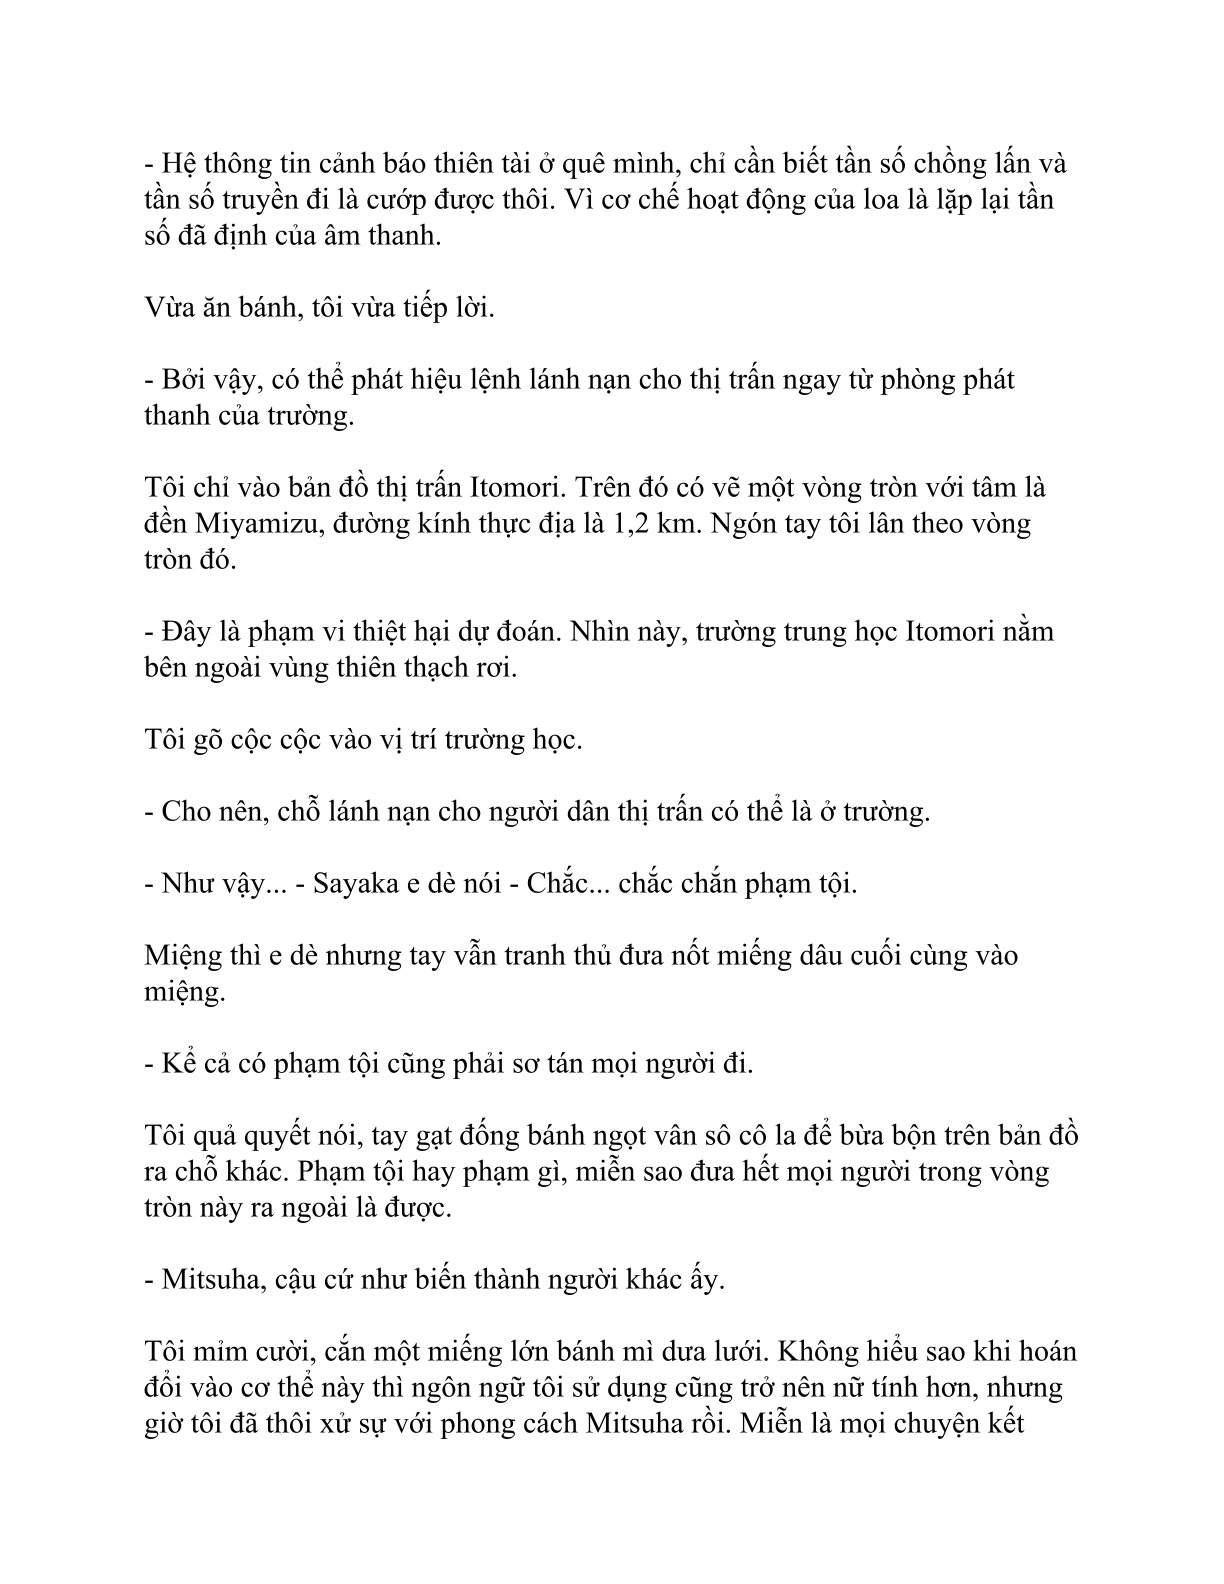 - Hệ thông tin cảnh báo thiên tài ở quê mình, chỉ cần biết tần số chồng lấn và
tần số truyền đi là cướp được thôi. Vì cơ chế hoạt động của loa là lặp lại tần
số đã định của âm thanh.
Vừa ăn bánh, tôi vừa tiếp lời.
- Bởi vậy, có thể phát hiệu lệnh lánh nạn cho thị trấn ngay từ phòng phát
thanh của trường.
Tôi chỉ vào bản đồ thị trấn Itomori. Trên đó có vẽ một vòng tròn với tâm là
đền Miyamizu, đường kính thực địa là 1,2 km. Ngón tay tôi lân theo vòng
tròn đó.
- Đây là phạm vi thiệt hại dự đoán. Nhìn này, trường trung học Itomori nằm
bên ngoài vùng thiên thạch rơi.
Tôi gõ cộc cộc vào vị trí trường học.
- Cho nên, chỗ lánh nạn cho người dân thị trấn có thể là ở trường.
- Như vậy... - Sayaka e dè nói - Chắc... chắc chắn phạm tội.
Miệng thì e dè nhưng tay vẫn tranh thủ đưa nốt miếng dâu cuối cùng vào
miệng.
- Kể cả có phạm tội cũng phải sơ tán mọi người đi.
Tôi quả quyết nói, tay gạt đống bánh ngọt vân sô cô la để bừa bộn trên bản đồ
ra chỗ khác. Phạm tội hay phạm gì, miễn sao đưa hết mọi người trong vòng
tròn này ra ngoài là được.
- Mitsuha, cậu cứ như biến thành người khác ấy.
Tôi mỉm cười, cắn một miếng lớn bánh mì dưa lưới. Không hiểu sao khi hoán
đổi vào cơ thể này thì ngôn ngữ tôi sử dụng cũng trở nên nữ tính hơn, nhưng
giờ tôi đã thôi xử sự với phong cách Mitsuha rồi. Miễn là mọi chuyện kết